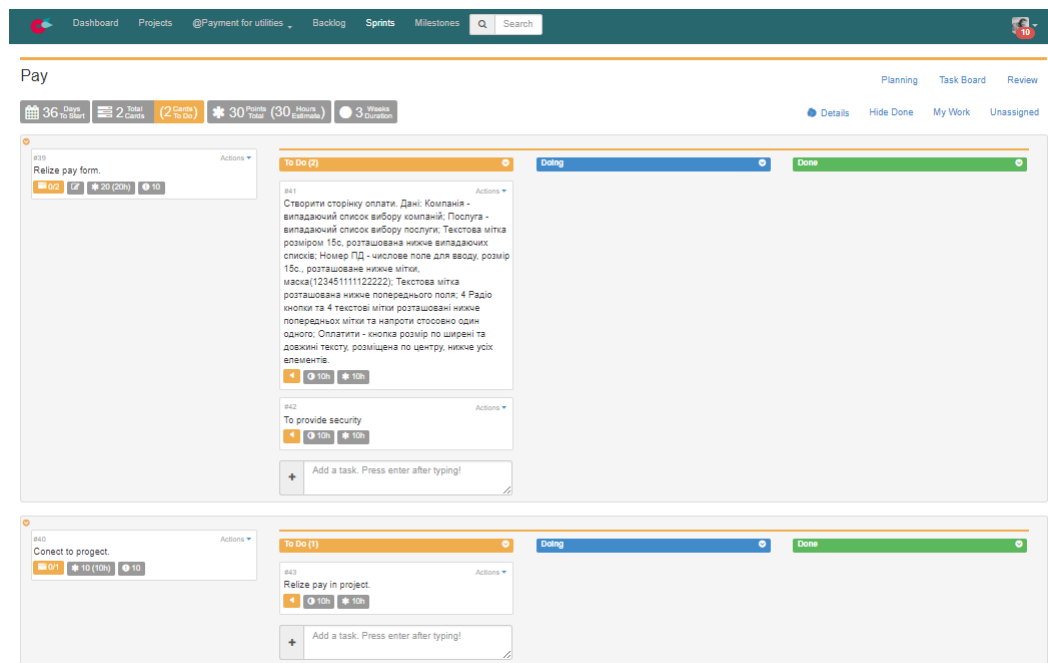 Dashboard Projects @Payment for utilities Backlog Sprints Milestones Search
10
Pay
Planning Task Board Review
36 Days To Start 2 Total Cards (2 Cards To Do) 30 Points Total (30 Hours Estimate) 3 Weeks Duration
Details Hide Done My Work Unassigned
#39 Actions
Relize pay form.
0/2 20 (20h) 10
To Do (2) Doing Done
#41 Actions
Створити сторінку оплати. Дані: Компанія -
випадаючий список вибору компаній; Послуга -
випадаючий список вибору послуги; Текстова мітка
розміром 15с, розташована нижче випадаючих
списків; Номер ПД - числове поле для вводу, розмір
15с., розташоване нижче мітки,
маска(123451111122222); Текстова мітка
розташована нижче попереднього поля; 4 Радіо
кнопки та 4 текстові мітки розташовані нижче
попередньох мітки та напроти стосовно один
одного; Оплатити - кнопка розмір по ширені та
довжині тексту, розміщена по центру, нижче усіх
елементів.
10h 10h
#42 Actions
To provide security
10h 10h
Add a task. Press enter after typing!
#40 Actions
Conect to progect.
0/1 10 (10h) 10
To Do (1) Doing Done
#43 Actions
Relize pay in project.
10h 10h
Add a task. Press enter after typing!